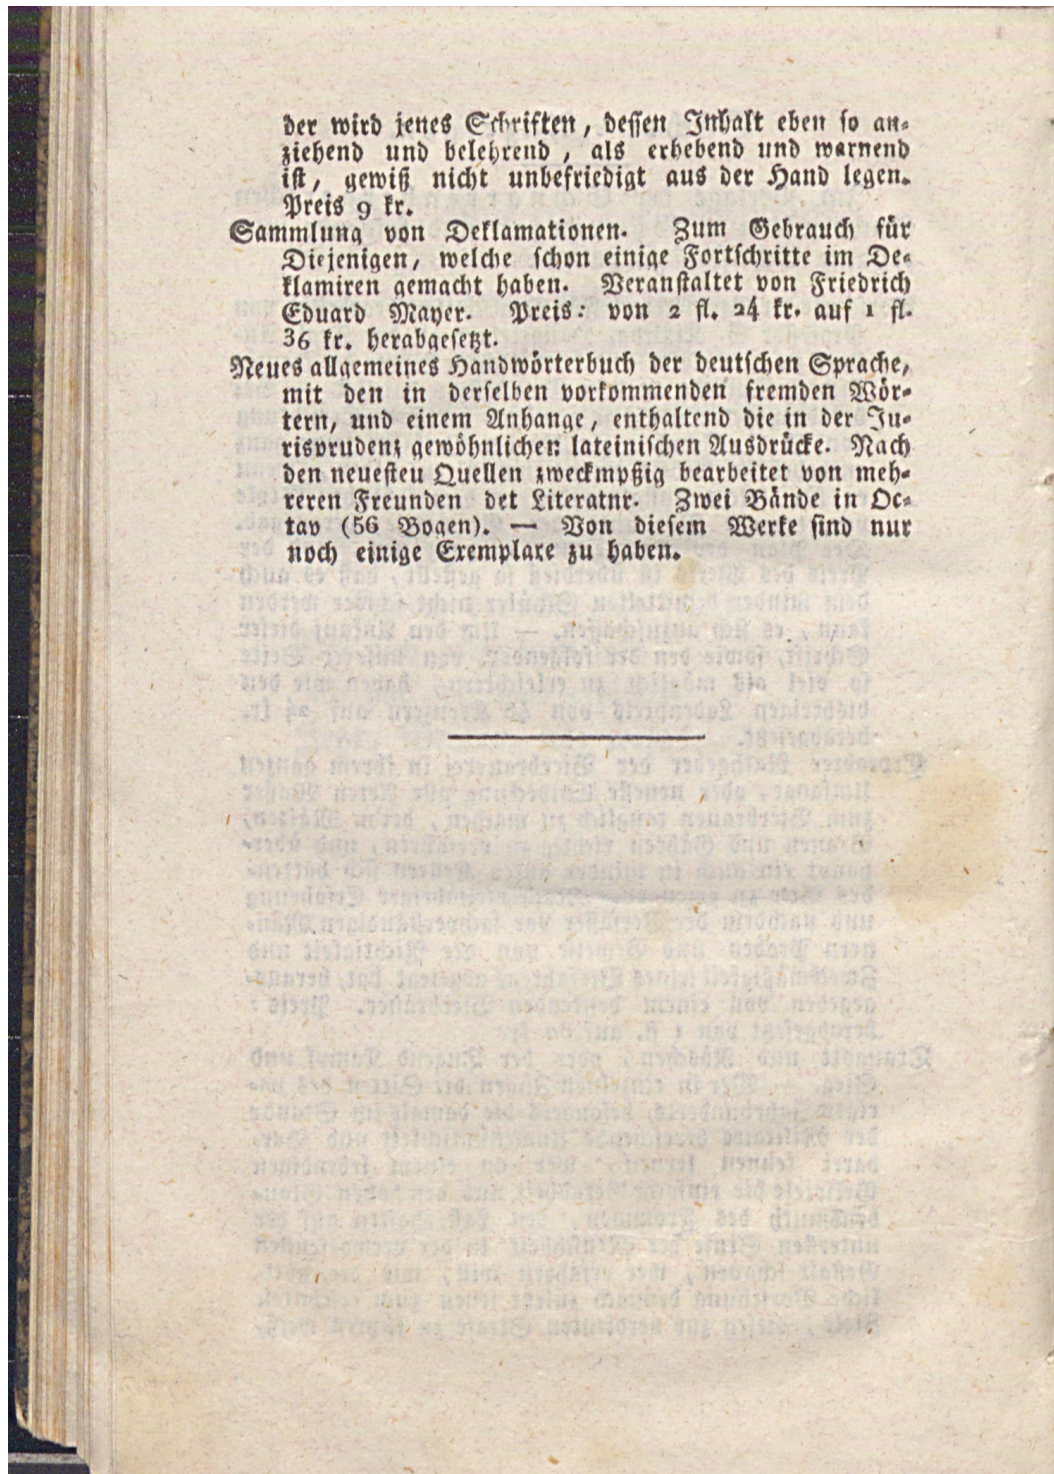 der wird jenes Schriften, dessen Inhalt eben so an-
ziehend und belehrend, als erhebend und warnend
ist, gewiß nicht unbefriedigt aus der Hand legen.
Preis 9 kr.
Sammlung von Deklamationen. Zum Gebrauch für
Diejenigen, welche schon einige Fortschritte im De-
klamiren gemacht haben. Veranstaltet von Friedrich
Eduard Mayer. Preis: von 2 fl. 24 kr. auf 1 fl.
36 kr. herabgesetzt.
Neues allgemeines Handwörterbuch der deutschen Sprache,
mit den in derselben vorkommenden fremden Wör-
tern, und einem Anhange, enthaltend die in der Ju-
risprudenz gewöhnlichen lateinischen Ausdrücke. Nach
den neuesten Quellen zweckmpßig bearbeitet von meh-
reren Freunden det Literatnr. Zwei Bände in Oc-
tav (56 Bogen). — Von diesem Werke sind nur
noch einige Exemplare zu haben.